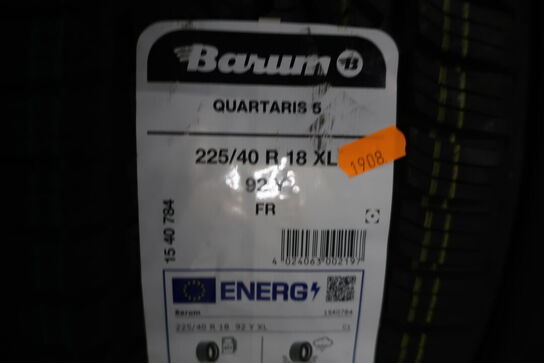 Barum B
QUARTARIS 5
225/40 R 18 XL
1908
92 Y
FR
15 40 784
4 024063 002197
ENERG
Barum 1540784
225/40 R 18 92 Y XL C1